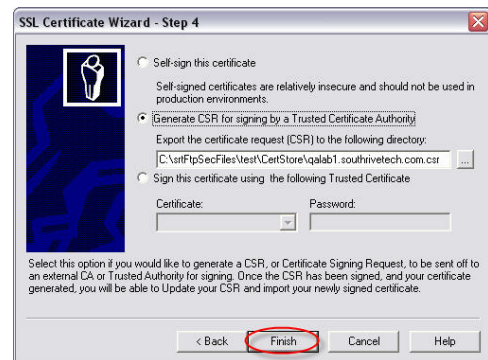 SSL Certificate Wizard - Step 4
Self-sign this certificate
Self-signed certificates are relatively insecure and should not be used in
production environments.
Generate CSR for signing by a Trusted Certificate Authority
Export the certificate request (CSR) to the following directory:
C:\srtFtpSecFiles\test\CertStore\qalab1.southrivetech.com.csr
...
Sign this certificate using the following Trusted Certificate
Certificate: Password:
Select this option if you would like to generate a CSR, or Certificate Signing Request, to be sent off to
an external CA or Trusted Authority for signing. Once the CSR has been signed, and your certificate
generated, you will be able to Update your CSR and import your newly signed certificate.
< Back Finish Cancel Help